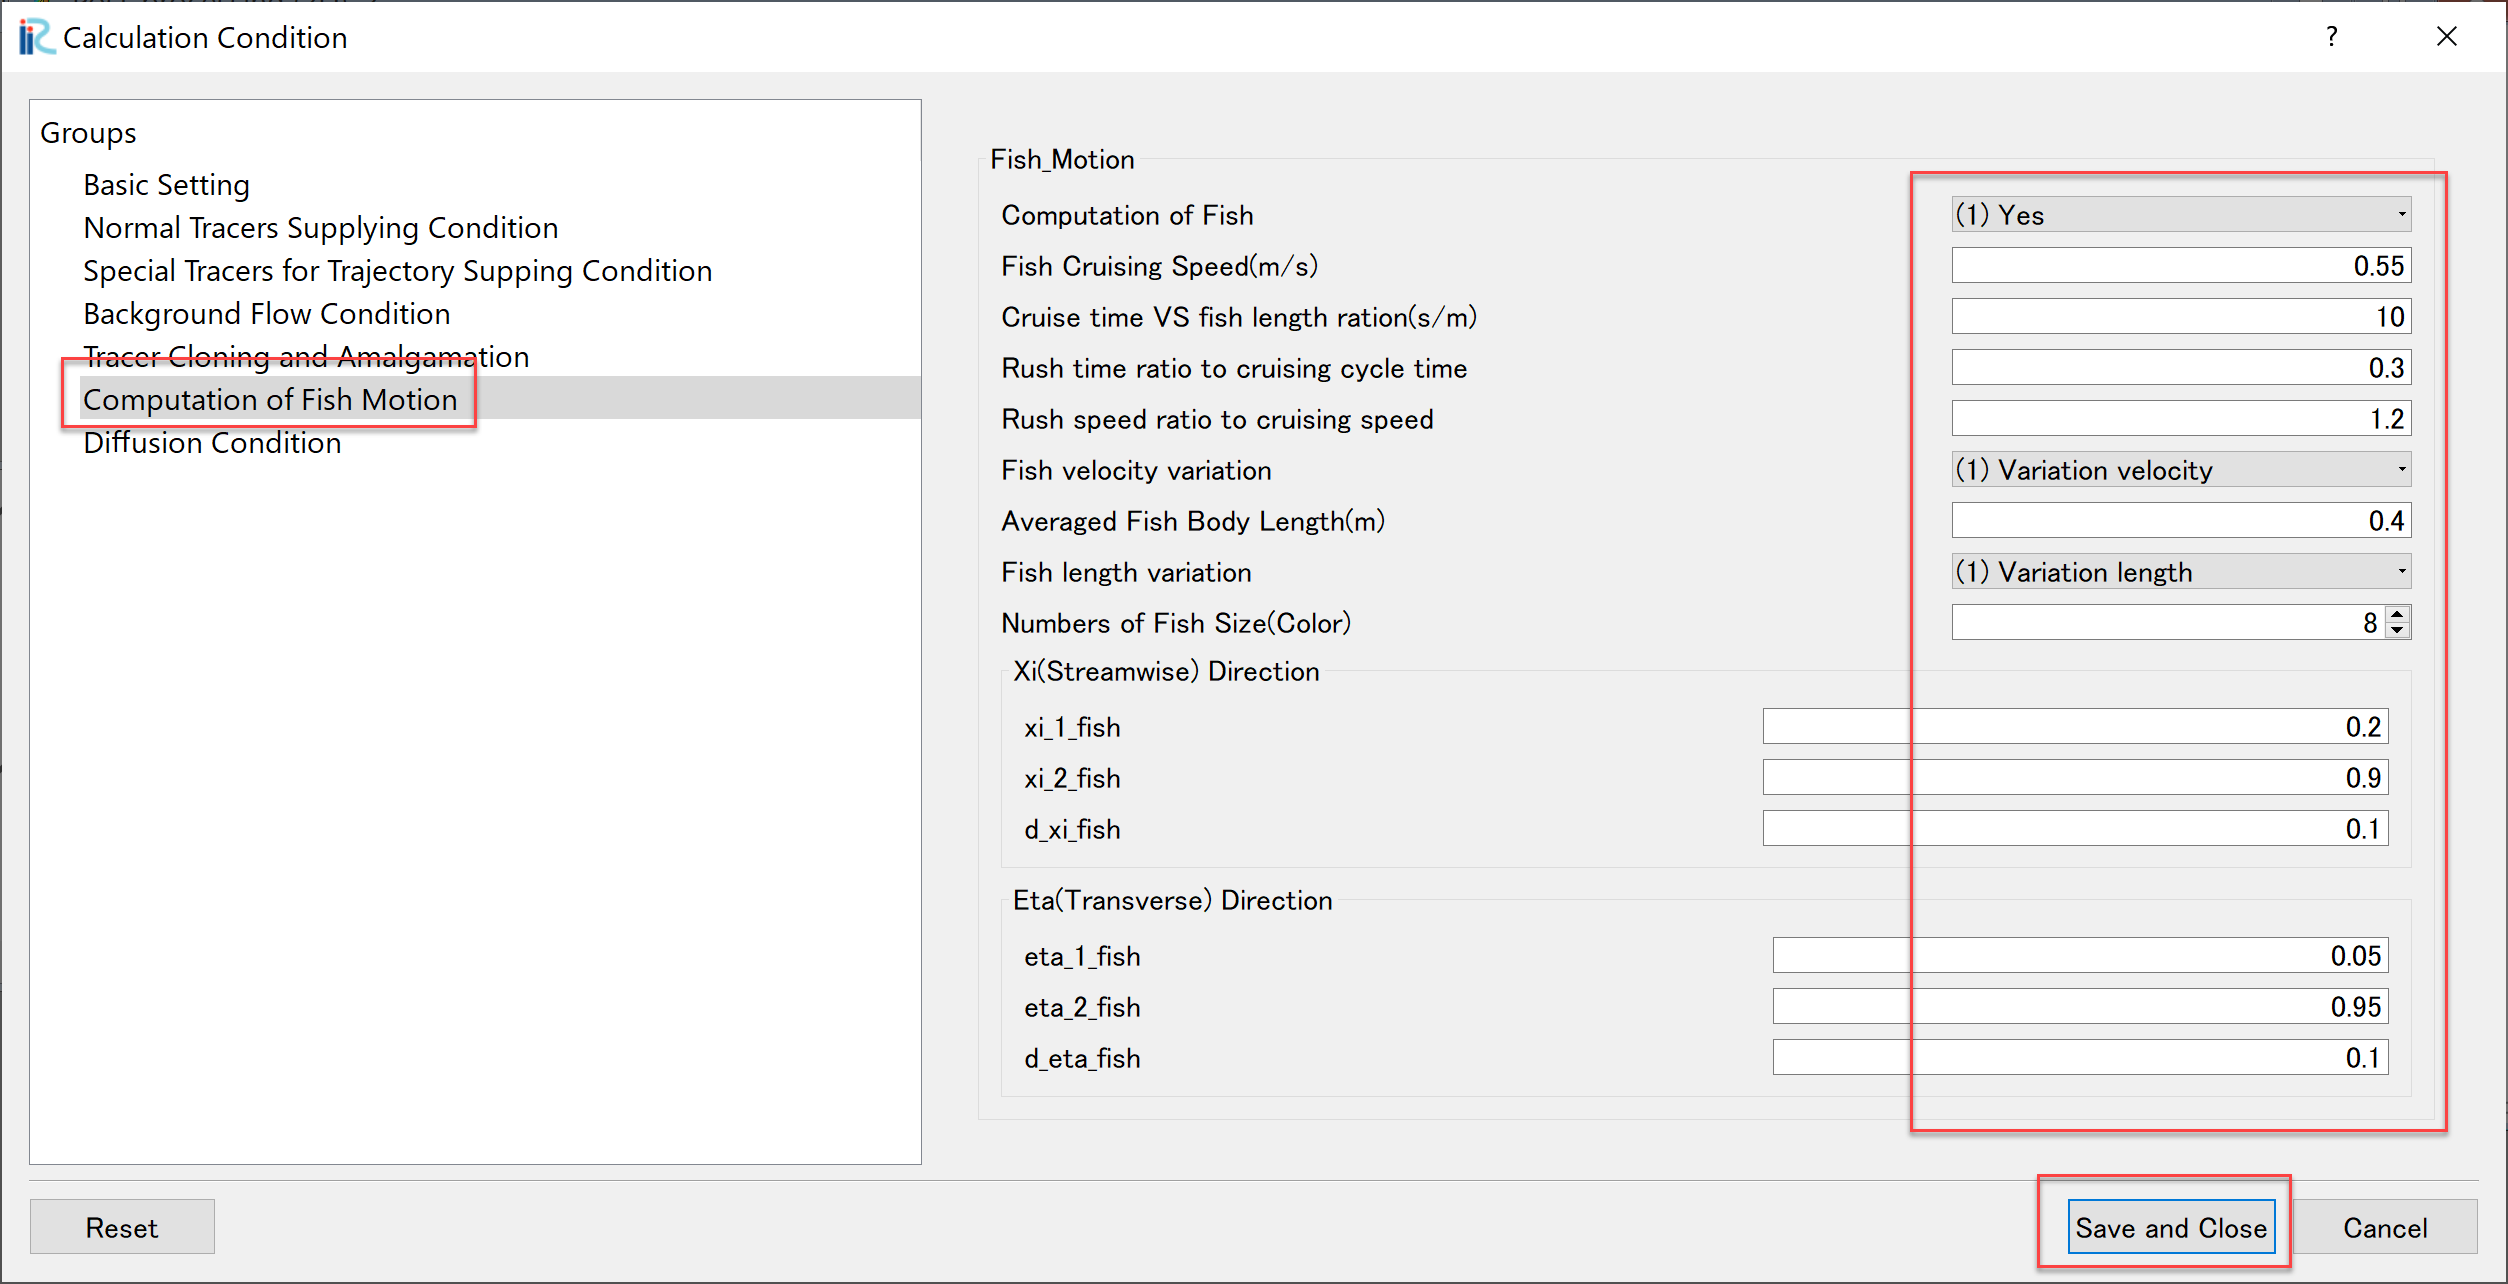 Calculation Condition
?
Groups
Basic Setting
Normal Tracers Supplying Condition
Special Tracers for Trajectory Supping Condition
Background Flow Condition
Tracer Cloning and Amalgamation
Computation of Fish Motion
Diffusion Condition
Fish_Motion
Computation of Fish (1) Yes
Fish Cruising Speed(m/s) 0.55
Cruise time VS fish length ration(s/m) 10
Rush time ratio to cruising cycle time 0.3
Rush speed ratio to cruising speed 1.2
Fish velocity variation (1) Variation velocity
Averaged Fish Body Length(m) 0.4
Fish length variation (1) Variation length
Numbers of Fish Size(Color) 8
Xi(Streamwise) Direction
xi_1_fish 0.2
xi_2_fish 0.9
d_xi_fish 0.1
Eta(Transverse) Direction
eta_1_fish 0.05
eta_2_fish 0.95
d_eta_fish 0.1
Reset Save and Close Cancel